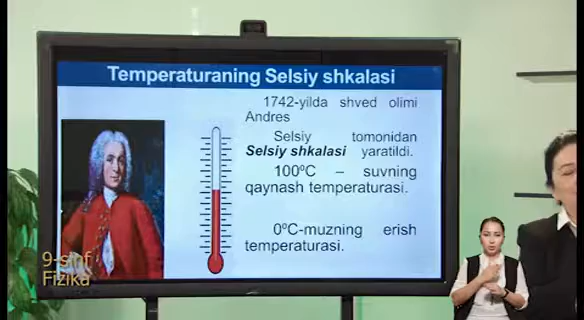 Temperaturaning Selsiy shkalasi
1742-yilda shved olimi
Andres
Selsiy tomonidan
Selsiy shkalasi yaratildi.
100⁰C – suvning
qaynash temperaturasi.
0⁰C-muzning erish
temperaturasi.
9-sinf
Fizika